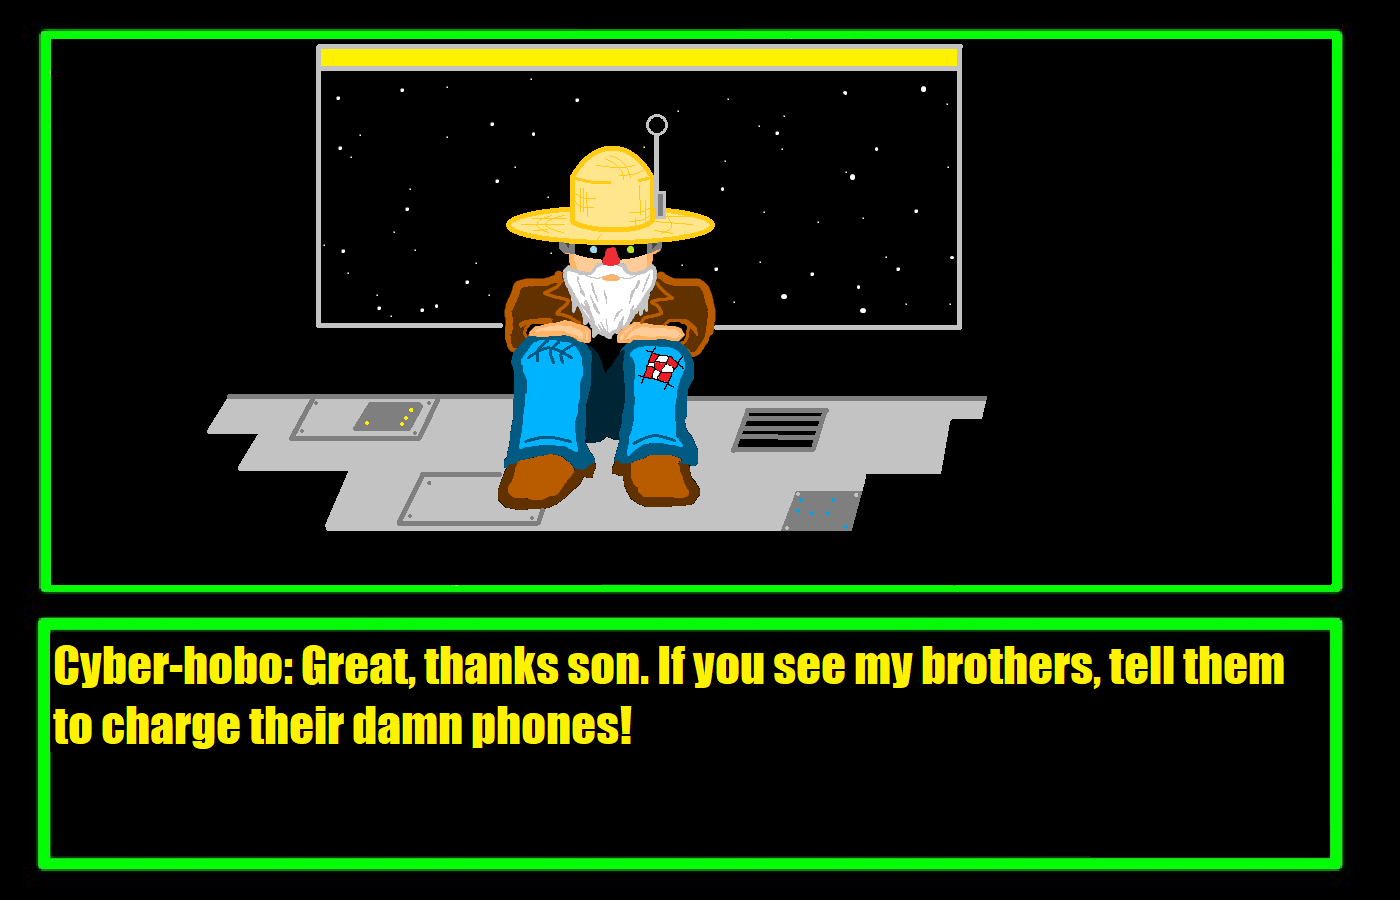 Cyber-hobo: Great, thanks son. If you see my brothers, tell them
to charge their damn phones!